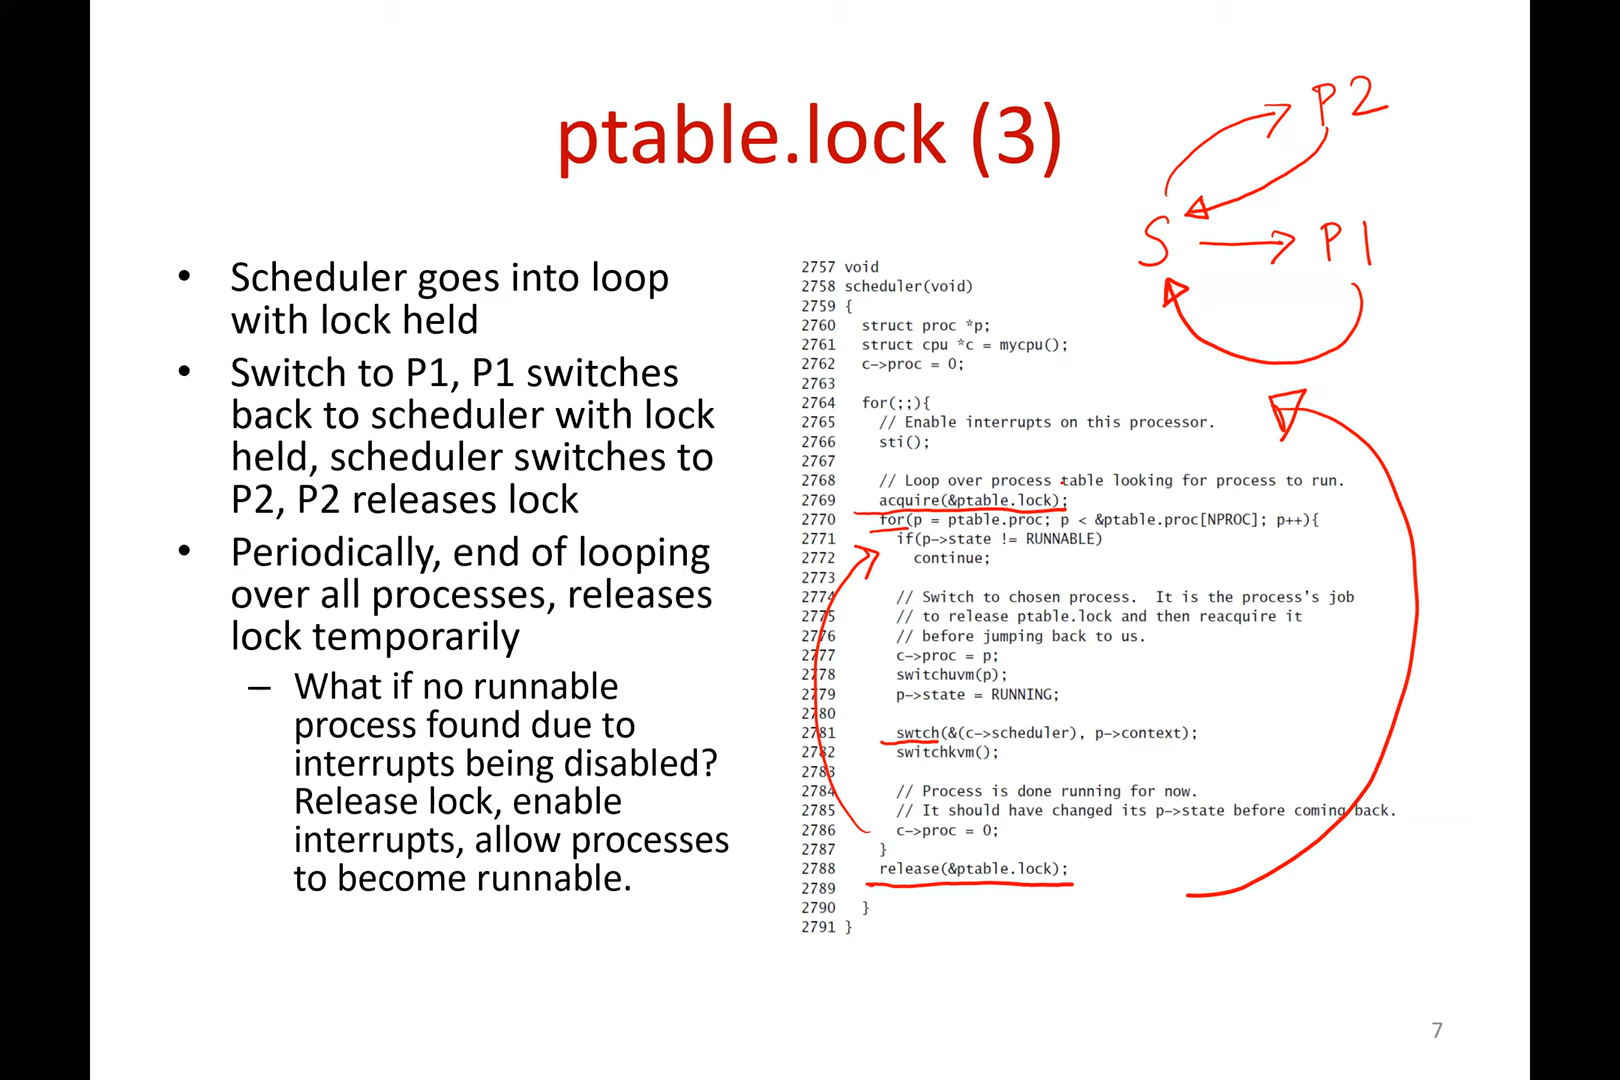 ptable.lock (3)
• Scheduler goes into loop
with lock held
• Switch to P1, P1 switches
back to scheduler with lock
held, scheduler switches to
P2, P2 releases lock
• Periodically, end of looping
over all processes, releases
lock temporarily
– What if no runnable
process found due to
interrupts being disabled?
Release lock, enable
interrupts, allow processes
to become runnable.
P2
S P1
2757 void
2758 scheduler(void)
2759 {
2760 struct proc *p;
2761 struct cpu *c = mycpu();
2762 c->proc = 0;
2763
2764 for(;;){
2765 // Enable interrupts on this processor.
2766 sti();
2767
2768 // Loop over process table looking for process to run.
2769 acquire(&ptable.lock);
2770 for(p = ptable.proc; p < &ptable.proc[NPROC]; p++){
2771 if(p->state != RUNNABLE)
2772 continue;
2773
2774 // Switch to chosen process. It is the process's job
2775 // to release ptable.lock and then reacquire it
2776 // before jumping back to us.
2777 c->proc = p;
2778 switchuvm(p);
2779 p->state = RUNNING;
2780
2781 swtch(&(c->scheduler), p->context);
2782 switchkvm();
2783
2784 // Process is done running for now.
2785 // It should have changed its p->state before coming back.
2786 c->proc = 0;
2787 }
2788 release(&ptable.lock);
2789
2790 }
2791 }
7